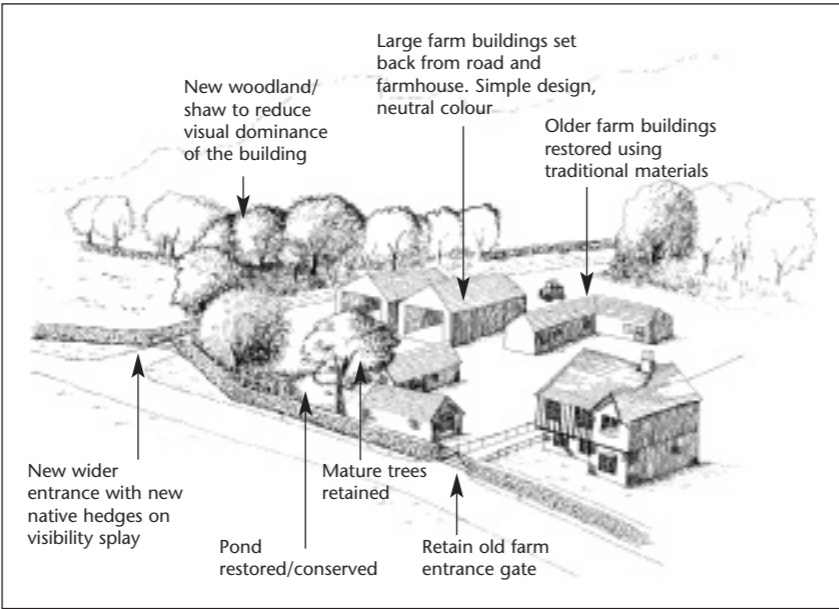 Large farm buildings set
back from road and
farmhouse. Simple design,
neutral colour
New woodland/
shaw to reduce
visual dominance
of the building
Older farm buildings
restored using
traditional materials
New wider
entrance with new
native hedges on
visibility splay
Mature trees
retained
Pond
restored/conserved
Retain old farm
entrance gate